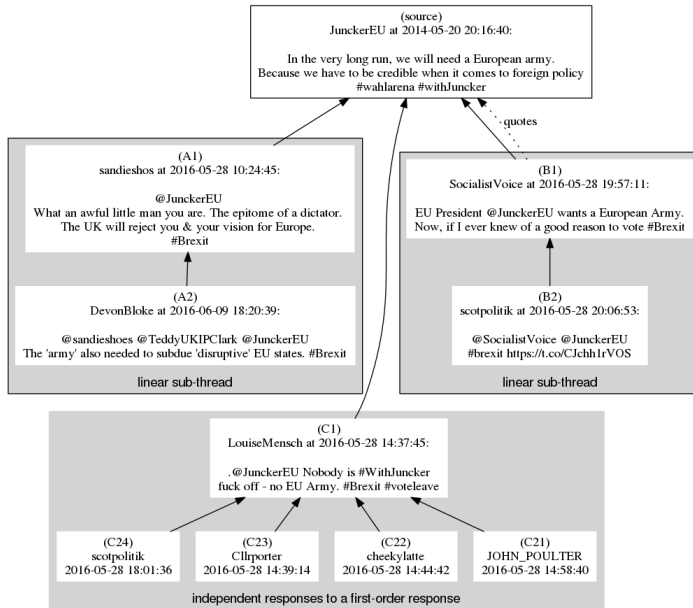 (source)
JunckerEU at 2014-05-20 20:16:40:
In the very long run, we will need a European army.
Because we have to be credible when it comes to foreign policy
#wahlarena #withJuncker
quotes
(A1)
sandieshos at 2016-05-28 10:24:45:
@JunckerEU
What an awful little man you are. The epitome of a dictator.
The UK will reject you & your vision for Europe.
#Brexit
(A2)
DevonBloke at 2016-06-09 18:20:39:
@sandieshoes @TeddyUKIPClark @JunckerEU
The 'army' also needed to subdue 'disruptive' EU states. #Brexit
linear sub-thread
(B1)
SocialistVoice at 2016-05-28 19:57:11:
EU President @JunckerEU wants a European Army.
Now, if I ever knew of a good reason to vote #Brexit
(B2)
scotpolitik at 2016-05-28 20:06:53:
@SocialistVoice @JunckerEU
#brexit https://t.co/CJchh1rVOS
linear sub-thread
(C1)
LouiseMensch at 2016-05-28 14:37:45:
.@JunckerEU Nobody is #WithJuncker
fuck off - no EU Army. #Brexit #voteleave
(C24)
scotpolitik
2016-05-28 18:01:36
(C23)
Cllrporter
2016-05-28 14:39:14
(C22)
cheekylatte
2016-05-28 14:44:42
(C21)
JOHN_POULTER
2016-05-28 14:58:40
independent responses to a first-order response